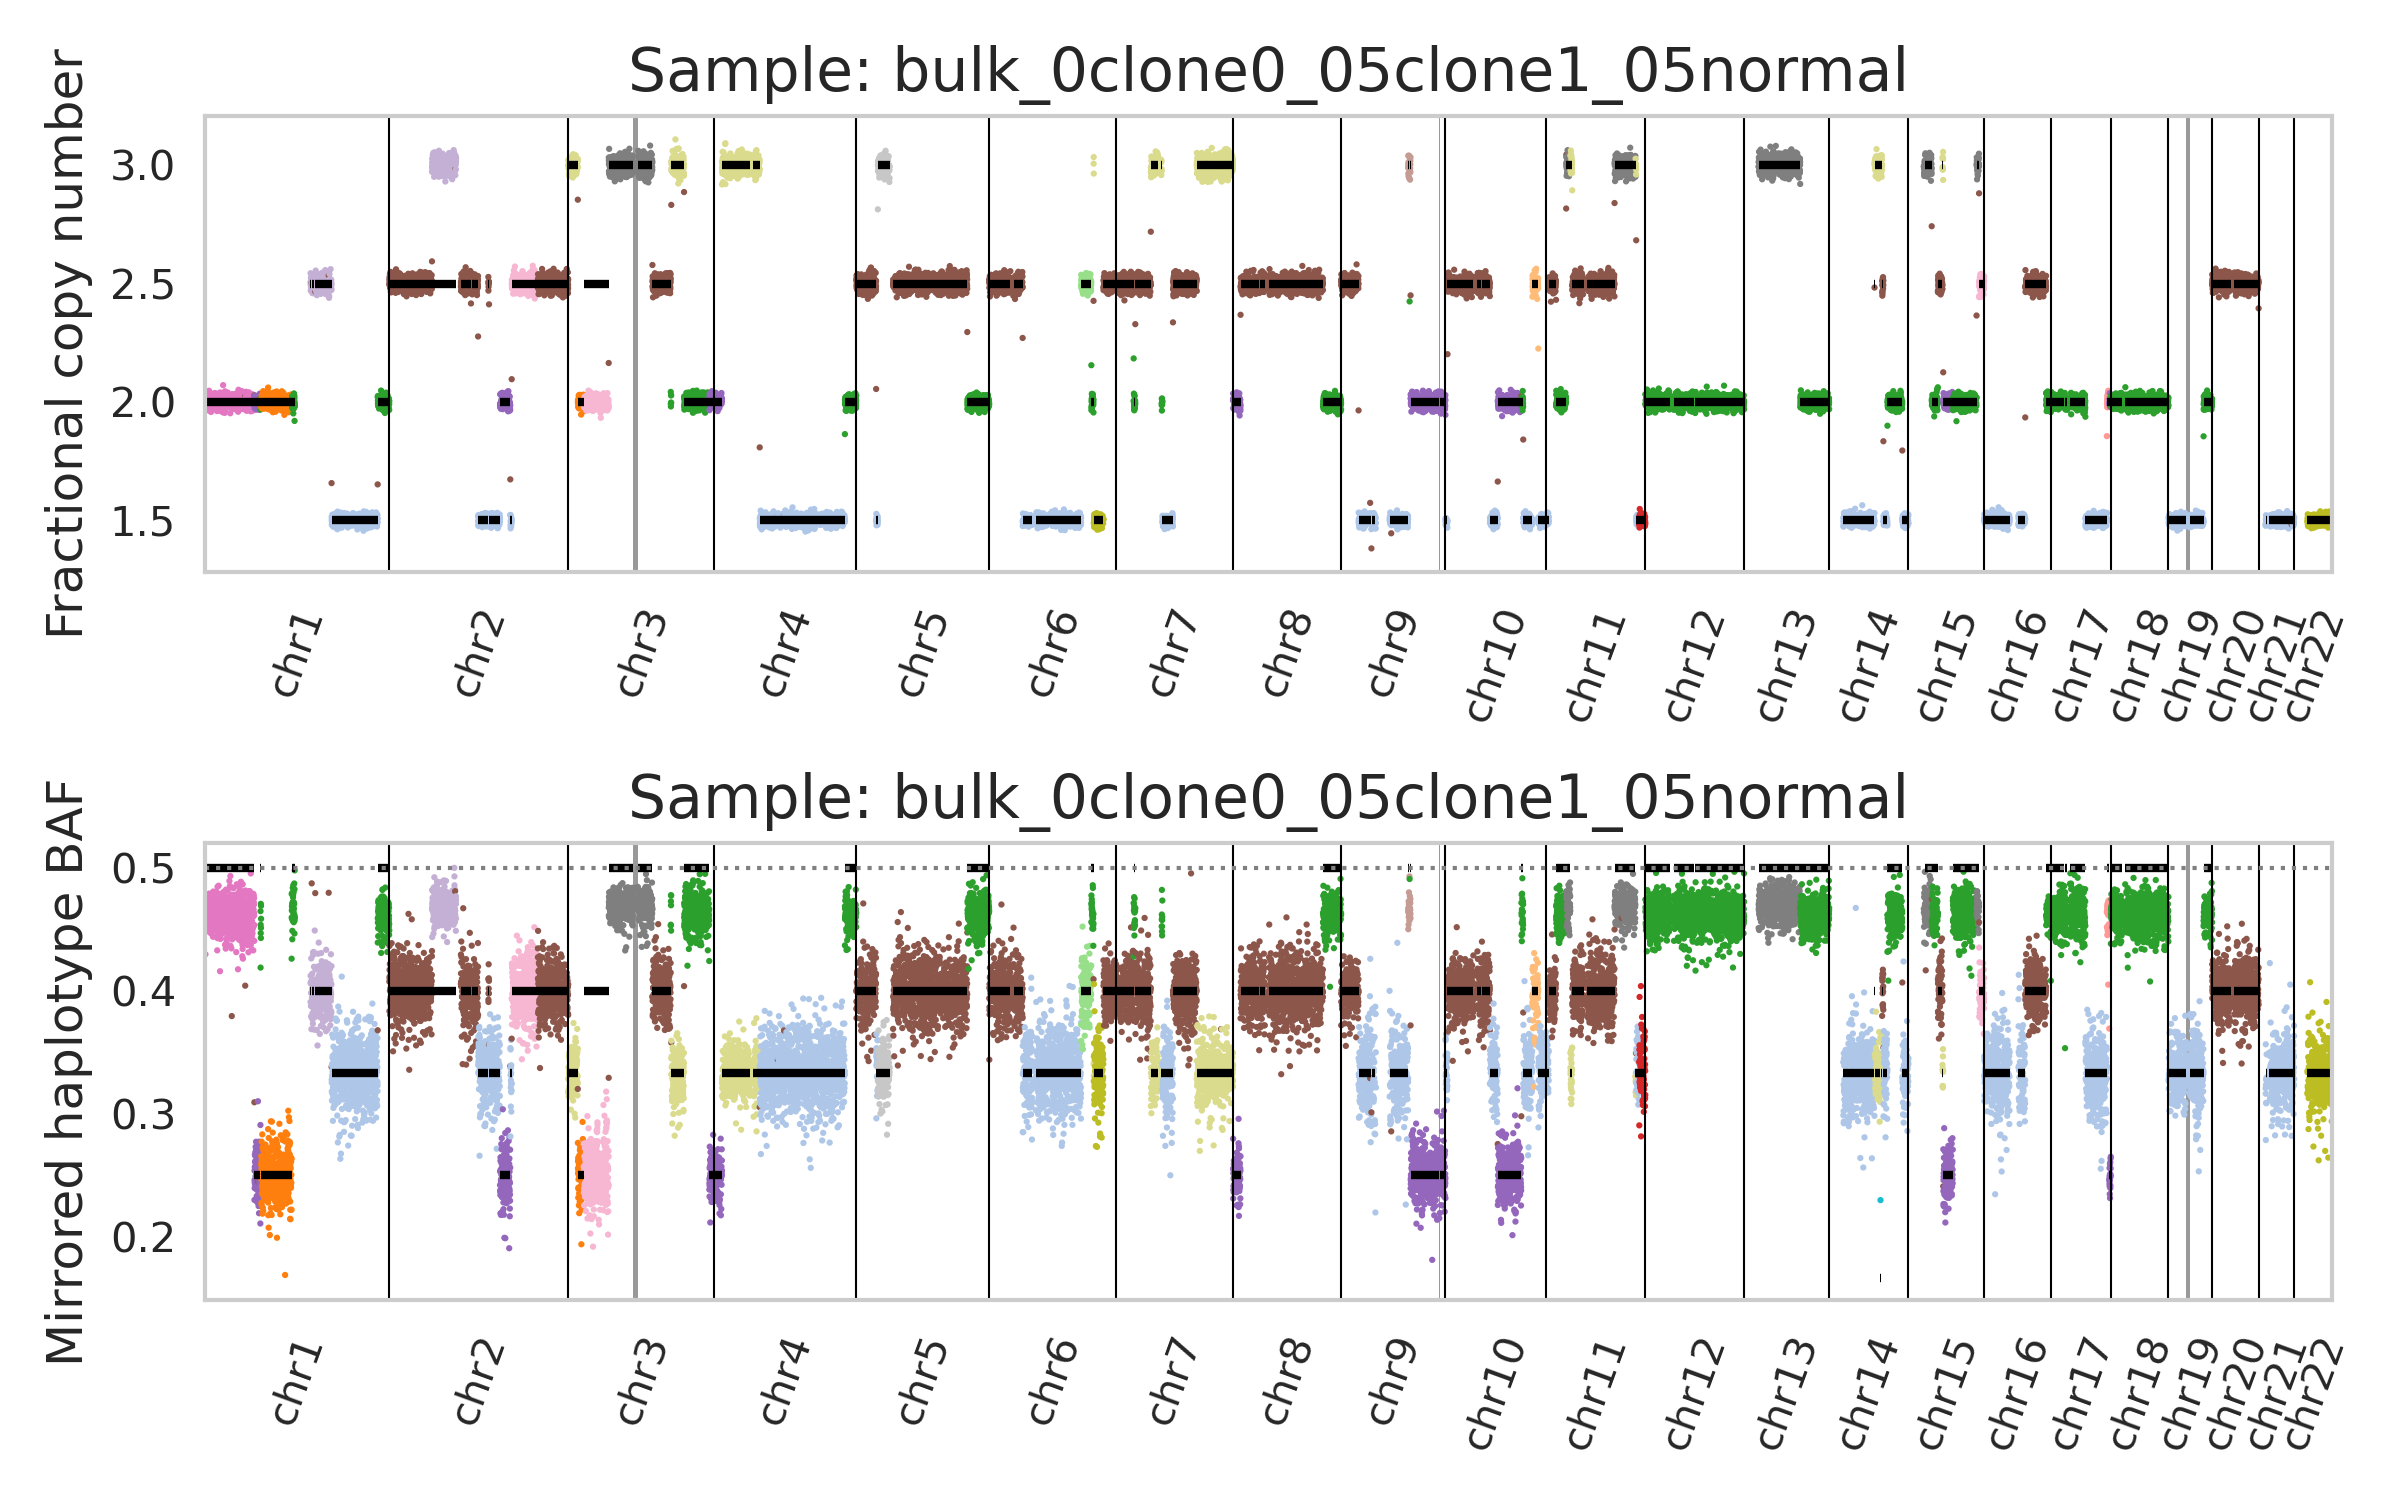 Sample: bulk_0clone0_05clone1_05normal
Fractional copy number
3.0
2.5
2.0
1.5
chr1 chr2 chr3 chr4 chr5 chr6 chr7 chr8 chr9 chr10 chr11 chr12 chr13 chr14 chr15 chr16 chr17 chr18 chr19 chr20 chr21 chr22
Sample: bulk_0clone0_05clone1_05normal
Mirrored haplotype BAF
0.5
0.4
0.3
0.2
chr1 chr2 chr3 chr4 chr5 chr6 chr7 chr8 chr9 chr10 chr11 chr12 chr13 chr14 chr15 chr16 chr17 chr18 chr19 chr20 chr21 chr22